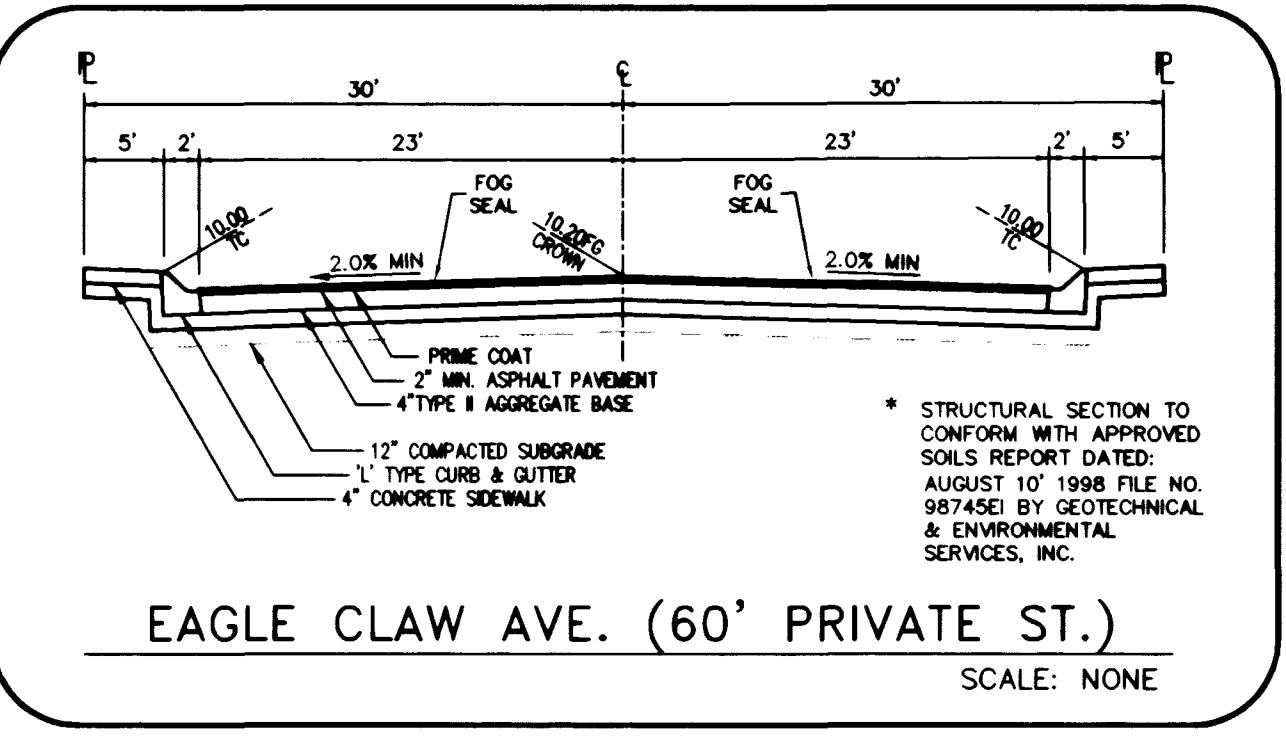 PL
CL
PL
30'
30'
5'
2'
23'
23'
2'
5'
FOG
SEAL
FOG
SEAL
10.00
TC
10.20FG
CROWN
10.00
TC
2.0% MIN
2.0% MIN
PRIME COAT
2" MIN. ASPHALT PAVEMENT
4"TYPE II AGGREGATE BASE
12" COMPACTED SUBGRADE
'L' TYPE CURB & GUTTER
4" CONCRETE SIDEWALK
* STRUCTURAL SECTION TO
CONFORM WITH APPROVED
SOILS REPORT DATED:
AUGUST 10' 1998 FILE NO.
98745EI BY GEOTECHNICAL
& ENVIRONMENTAL
SERVICES, INC.
EAGLE CLAW AVE. (60' PRIVATE ST.)
SCALE: NONE